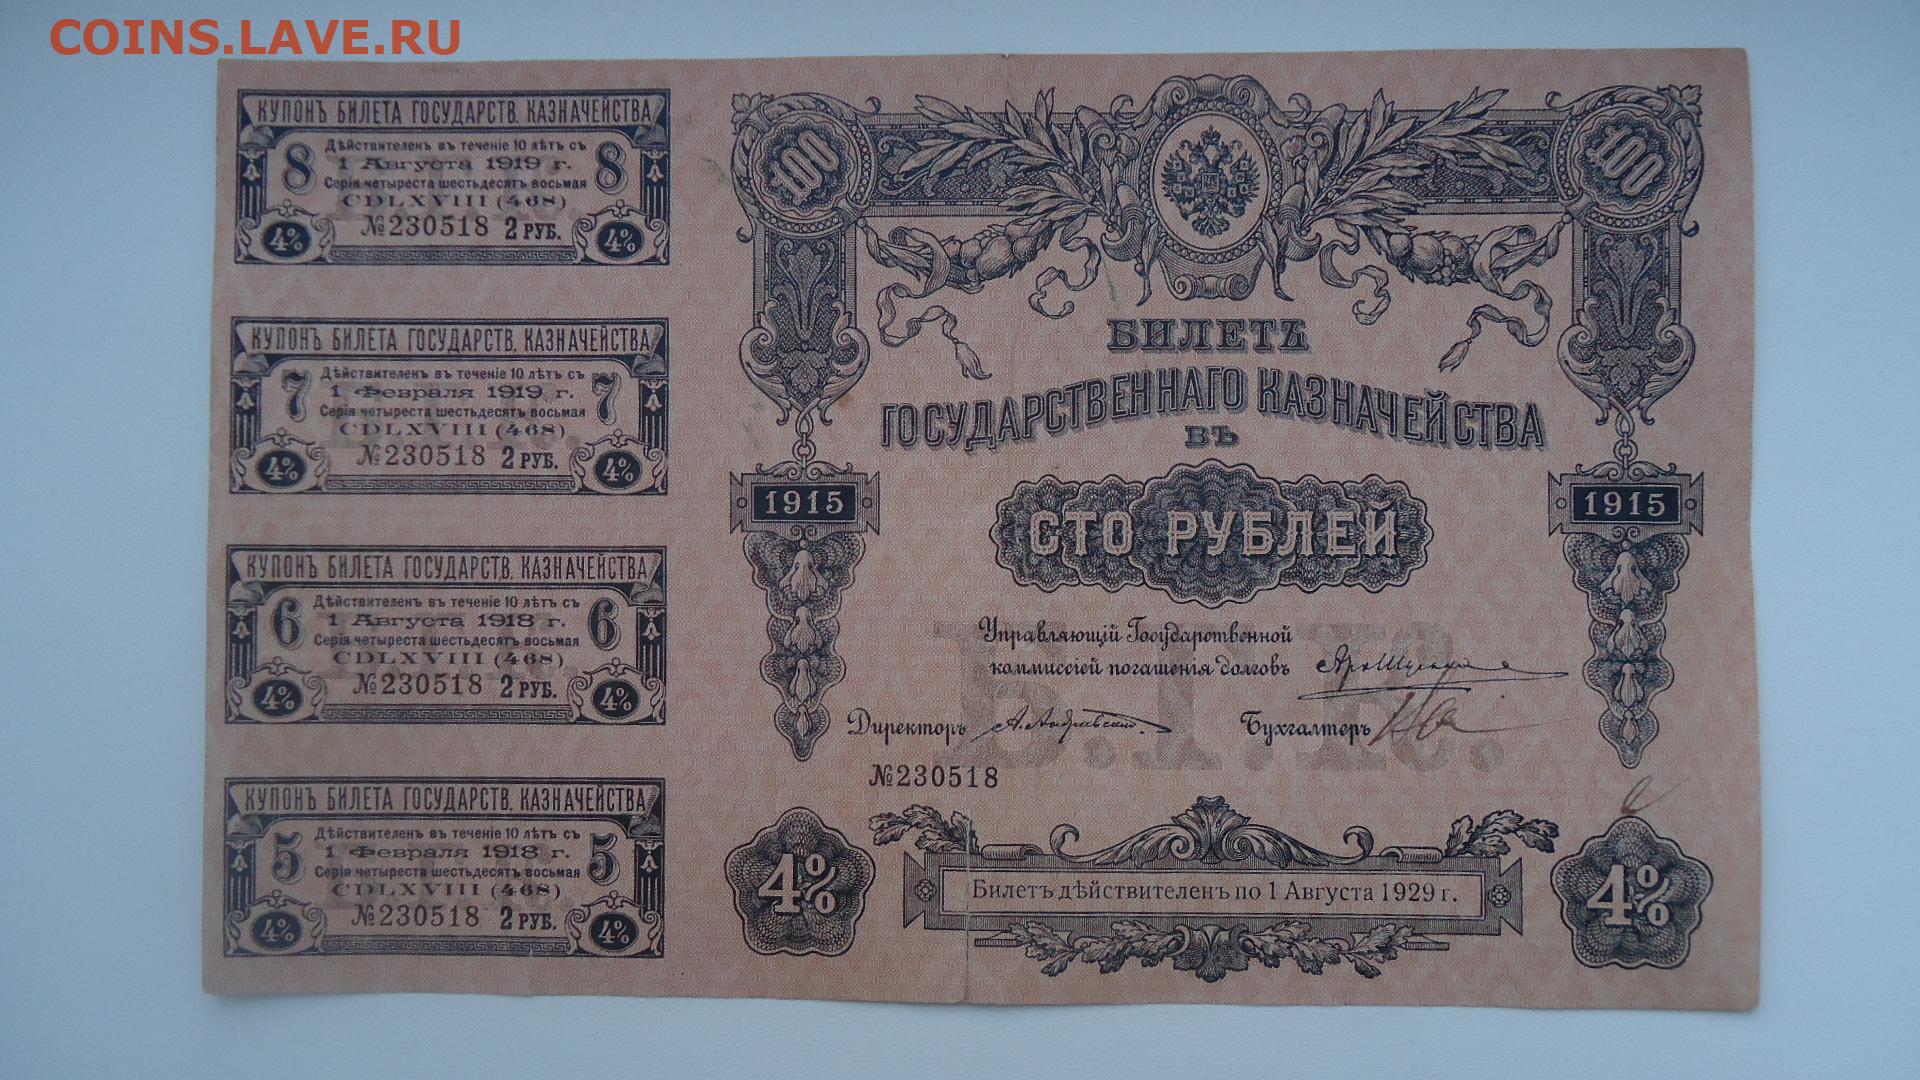 COINS.LAVE.RU
КУПОНЪ БИЛЕТА ГОСУДАРСТВ. КАЗНАЧЕЙСТВА
Дѣйствителенъ въ теченіе 10 лѣтъ съ
8 1 Августа 1919 г. 8
Серія четыреста шестьдесятъ восьмая
CDLXVIII (468)
№230518 2 РУБ.
4% 4%
КУПОНЪ БИЛЕТА ГОСУДАРСТВ. КАЗНАЧЕЙСТВА
Дѣйствителенъ въ теченіе 10 лѣтъ съ
7 1 Февраля 1919 г. 7
Серія четыреста шестьдесятъ восьмая
CDLXVIII (468)
№230518 2 РУБ.
4% 4%
КУПОНЪ БИЛЕТА ГОСУДАРСТВ. КАЗНАЧЕЙСТВА
Дѣйствителенъ въ теченіе 10 лѣтъ съ
6 1 Августа 1918 г. 6
Серія четыреста шестьдесятъ восьмая
CDLXVIII (468)
№230518 2 РУБ.
4% 4%
КУПОНЪ БИЛЕТА ГОСУДАРСТВ. КАЗНАЧЕЙСТВА
Дѣйствителенъ въ теченіе 10 лѣтъ съ
5 1 Февраля 1918 г. 5
Серія четыреста шестьдесятъ восьмая
CDLXVIII (468)
№230518 2 РУБ.
4% 4%
100 100
БИЛЕТЪ
ГОСУДАРСТВЕННАГО КАЗНАЧЕЙСТВА
ВЪ
1915 1915
СТО РУБЛЕЙ
Управляющій Государственной
коммиссіей погашенія долговъ
Директоръ Бухгалтеръ
Б.Г.К.
№230518
4% 4%
Билетъ дѣйствителенъ по 1 Августа 1929 г.